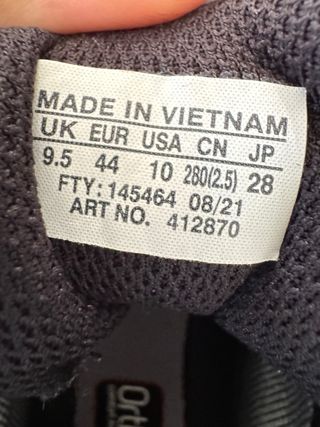 MADE IN VIETNAM
UK EUR USA CN JP
9.5 44 10 280(2.5) 28
FTY: 145464 08/21
ART NO. 412870